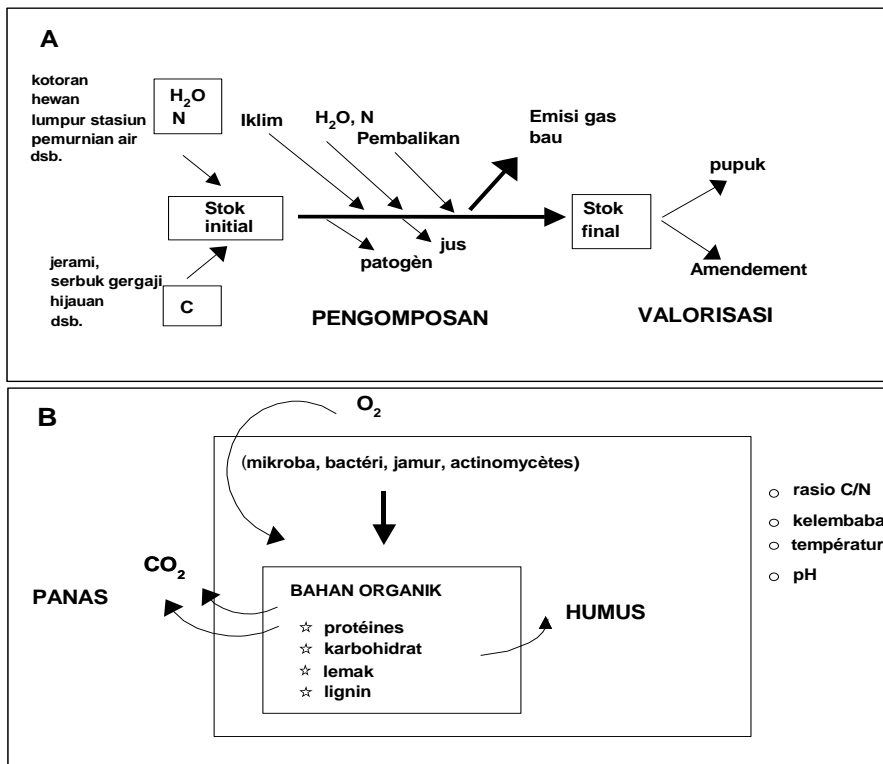 A
kotoran
hewan
lumpur stasiun
pemurnian air
dsb.
H₂O
N
Iklim
H₂O, N
Pembalikan
Emisi gas
bau
pupuk
Stok
initial
Stok
final
jus
patogèn
Amendement
jerami,
serbuk gergaji
hijauan
dsb.
C
PENGOMPOSAN
VALORISASI
B
O₂
(mikroba, bactéri, jamur, actinomycètes)
rasio C/N
kelembaba
températur
pH
CO₂
PANAS
BAHAN ORGANIK
protéines
karbohidrat
lemak
lignin
HUMUS